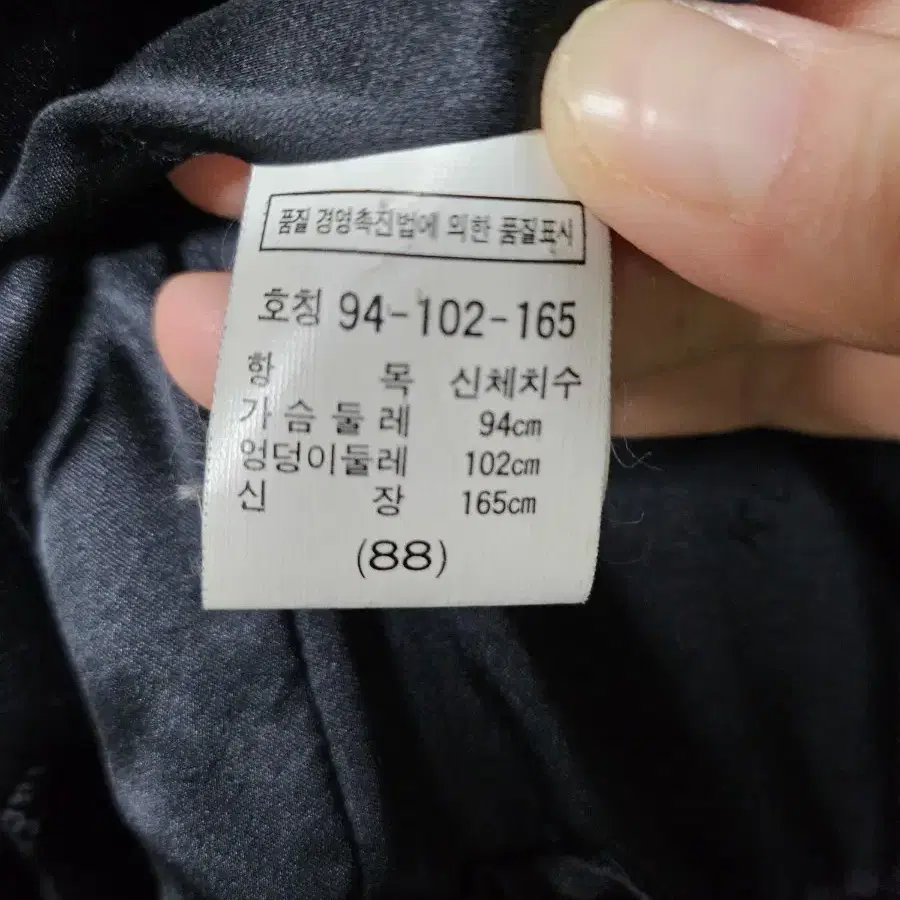 품질 경영촉진법에 의한 품질표시
호칭 94-102-165
항 목 신체치수
가슴둘레 94cm
엉덩이둘레 102cm
신 장 165cm
(88)